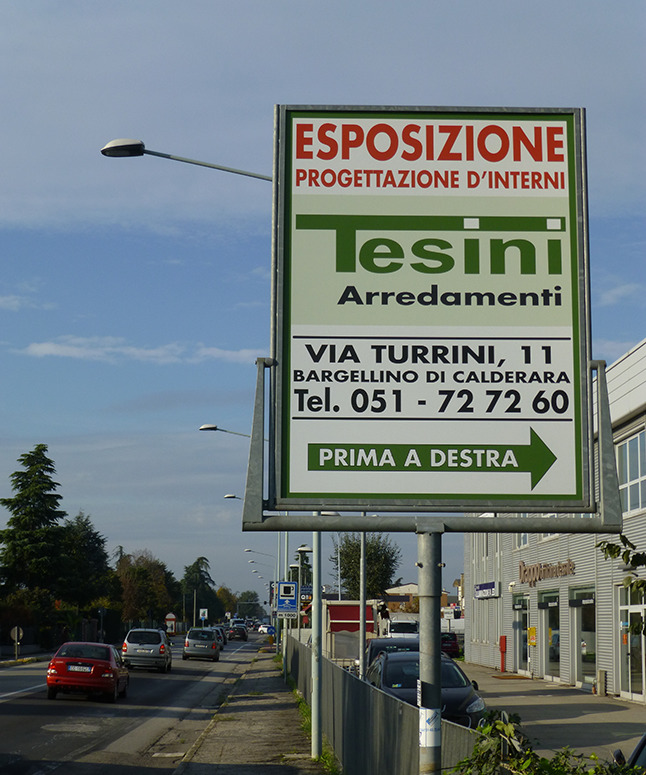 ESPOSIZIONE
PROGETTAZIONE D'INTERNI
Tesini
Arredamenti
VIA TURRINI, 11
BARGELLINO DI CALDERARA
Tel. 051 - 72 72 60
PRIMA A DESTRA